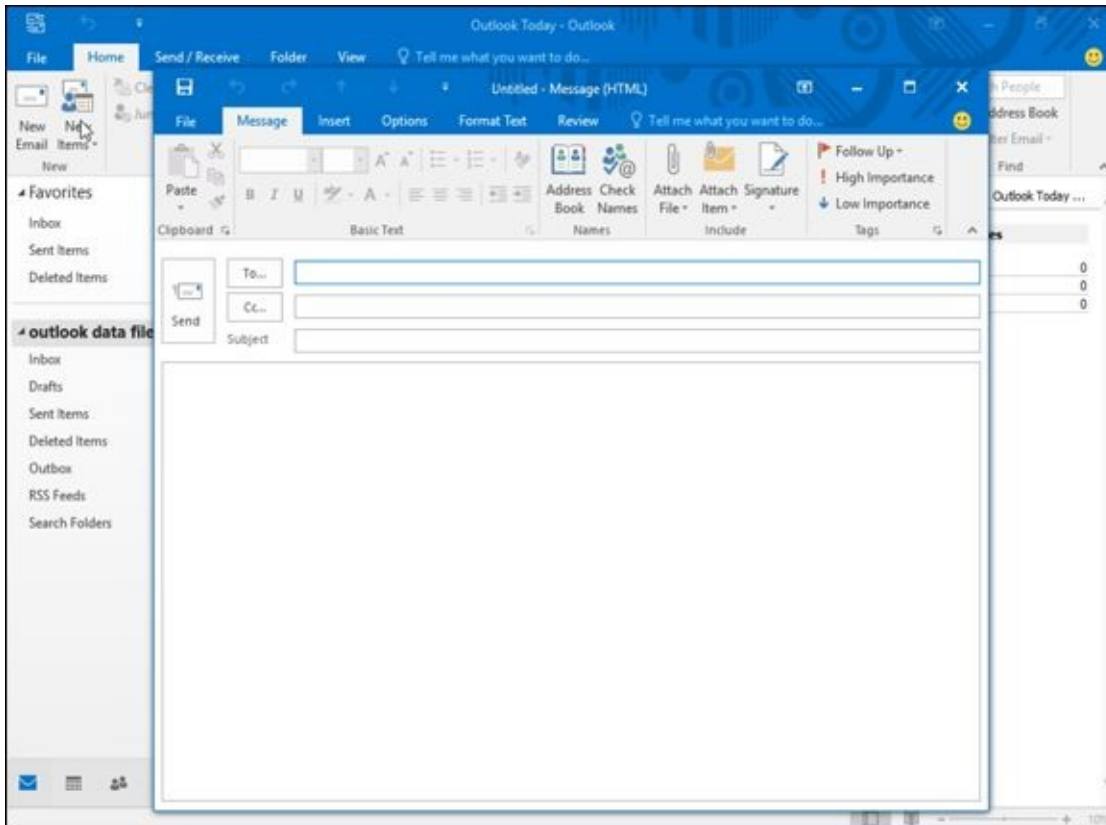 Outlook Today - Outlook
File Home Send / Receive Folder View Tell me what you want to do...
Untitled - Message (HTML)
File Message Insert Options Format Text Review Tell me what you want to do...
New Email
New Items
New
Paste
Clipboard
B I U
Basic Text
Address Book
Check Names
Names
Attach File
Attach Item
Signature
Include
Follow Up
High Importance
Low Importance
Tags
People
Address Book
Email
Find
Outlook Today ...
Favorites
Inbox
Sent Items
Deleted Items
outlook data file
Inbox
Drafts
Sent Items
Deleted Items
Outbox
RSS Feeds
Search Folders
Send
To...
Cc...
Subject
0
0
0